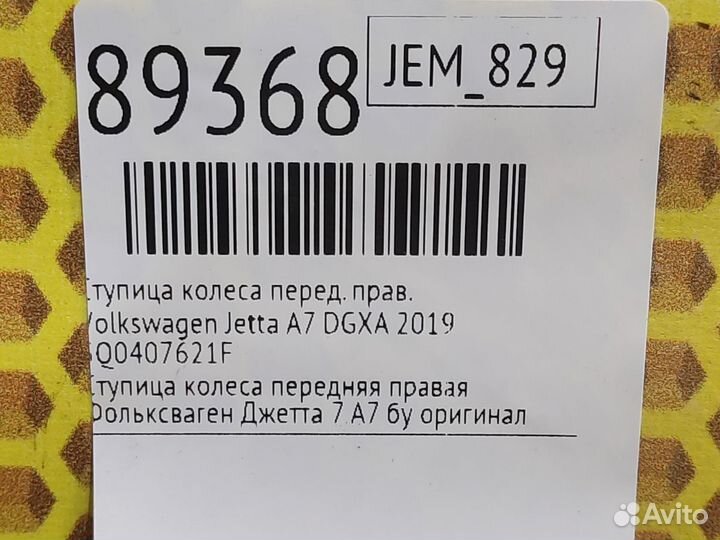 89368
JEM_829
Ступица колеса перед. прав.
Volkswagen Jetta A7 DGXA 2019
5Q0407621F
Ступица колеса передняя правая
Фольксваген Джетта 7 A7 бу оригинал
Avito